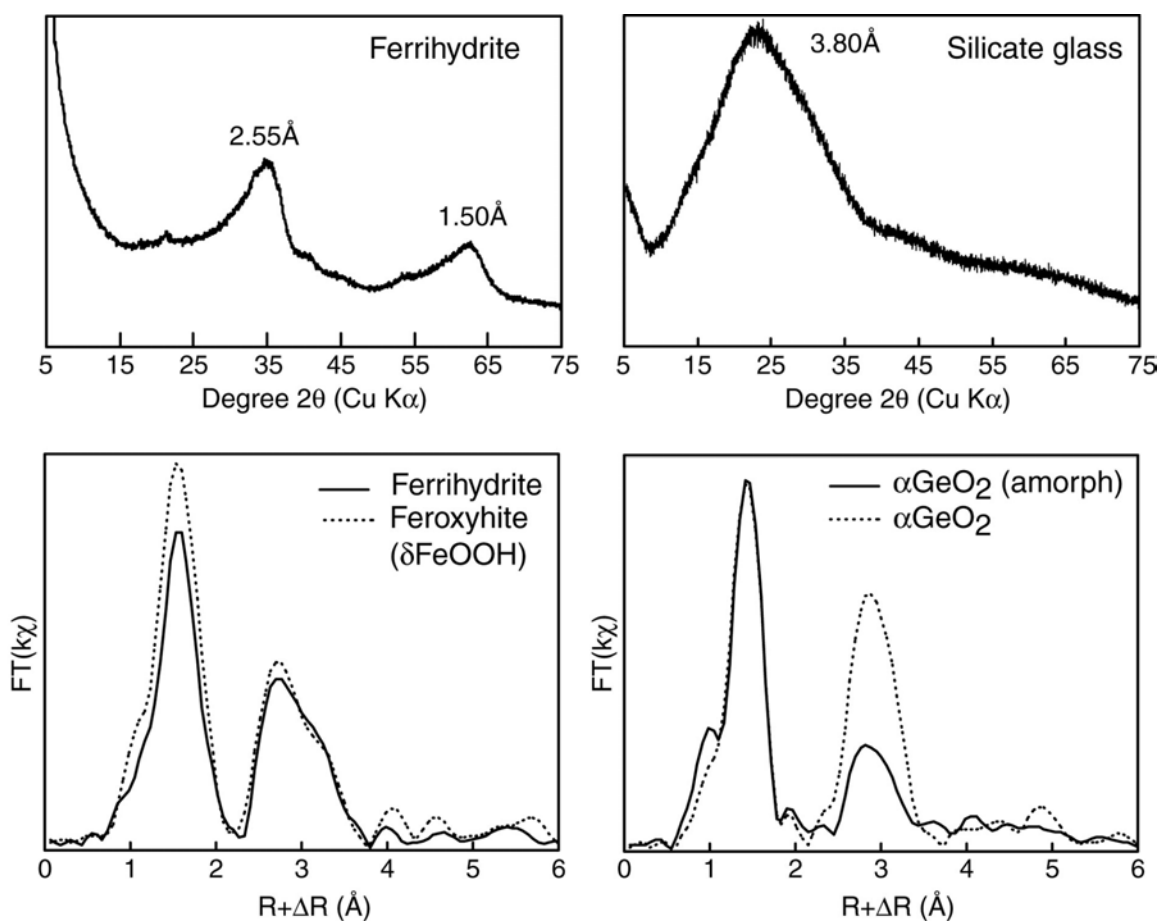 Ferrihydrite
2.55Å
1.50Å
5 15 25 35 45 55 65 75
Degree 2θ (Cu Kα)
Silicate glass
3.80Å
5 15 25 35 45 55 65 75
Degree 2θ (Cu Kα)
Ferrihydrite
Feroxyhite
(δFeOOH)
FT(kχ)
0 1 2 3 4 5 6
R+ΔR (Å)
αGeO2 (amorph)
αGeO2
FT(kχ)
0 1 2 3 4 5 6
R+ΔR (Å)